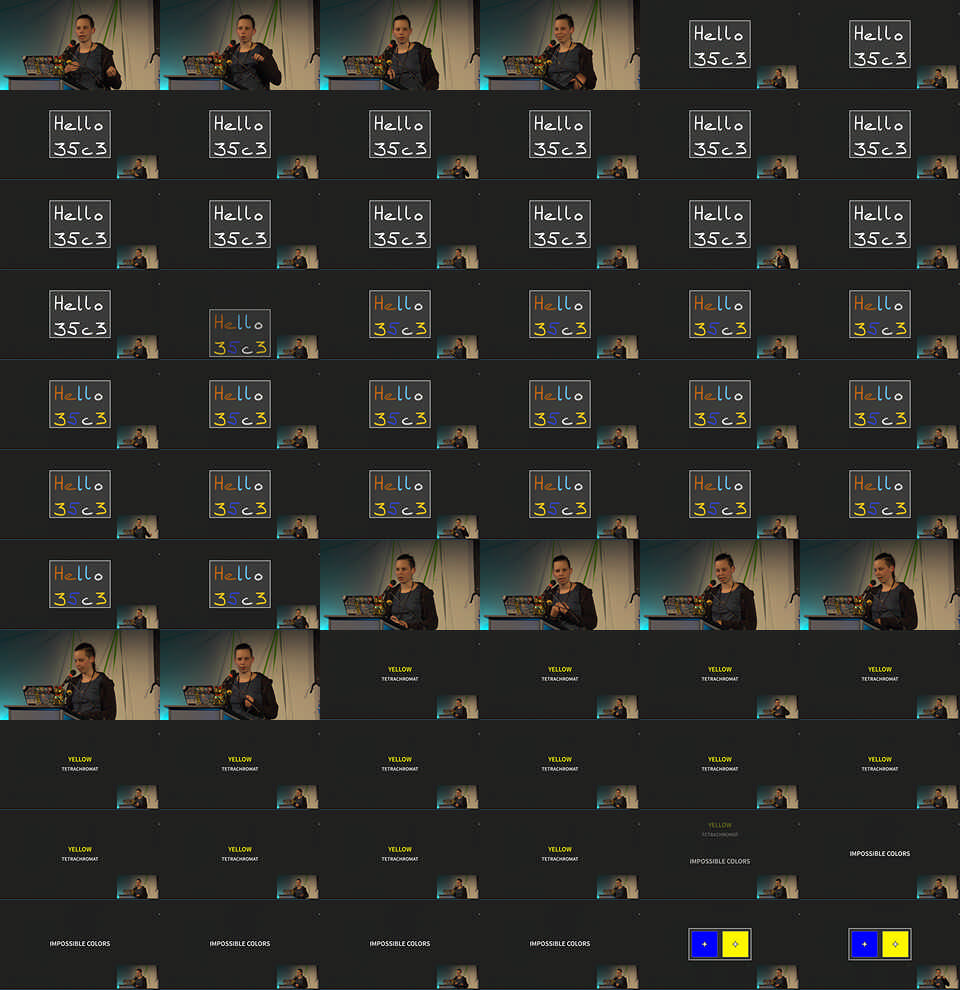 Hello Hello
35c3 35c3
Hello Hello Hello Hello Hello Hello
35c3 35c3 35c3 35c3 35c3 35c3
Hello Hello Hello Hello Hello Hello
35c3 35c3 35c3 35c3 35c3 35c3
Hello Hello Hello Hello Hello Hello
35c3 35c3 35c3 35c3 35c3 35c3
Hello Hello Hello Hello Hello Hello
35c3 35c3 35c3 35c3 35c3 35c3
Hello Hello Hello Hello Hello Hello
35c3 35c3 35c3 35c3 35c3 35c3
Hello Hello
35c3 35c3
YELLOW YELLOW YELLOW YELLOW
TETRACHROMAT TETRACHROMAT TETRACHROMAT TETRACHROMAT
YELLOW YELLOW YELLOW YELLOW YELLOW YELLOW
TETRACHROMAT TETRACHROMAT TETRACHROMAT TETRACHROMAT TETRACHROMAT TETRACHROMAT
YELLOW YELLOW YELLOW YELLOW YELLOW
TETRACHROMAT TETRACHROMAT TETRACHROMAT TETRACHROMAT TETRACHROMAT
IMPOSSIBLE COLORS IMPOSSIBLE COLORS
IMPOSSIBLE COLORS IMPOSSIBLE COLORS IMPOSSIBLE COLORS IMPOSSIBLE COLORS